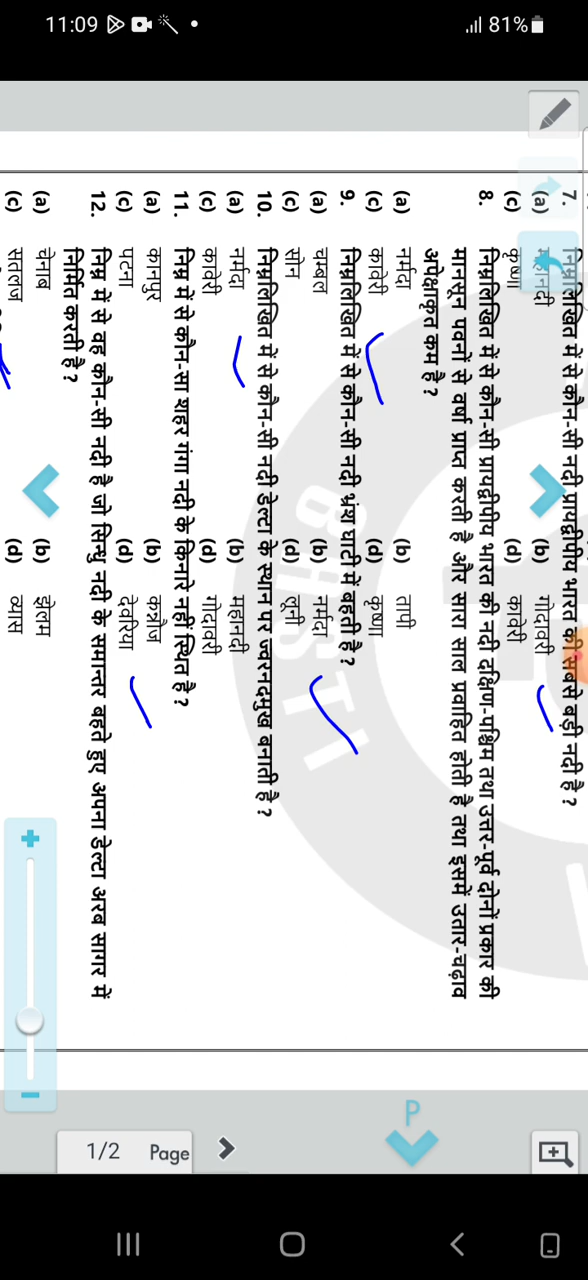 11:09
81%
7. निम्नलिखित में से कौन-सी नदी प्रायद्वीपीय भारत की सबसे बड़ी नदी है?
(a) महानदी (b) गोदावरी
(c) कृष्णा (d) कावेरी
8. निम्नलिखित में से कौन-सी प्रायद्वीपीय भारत की नदी दक्षिण-पश्चिम तथा उत्तर-पूर्व दोनों प्रकार की
मानसून पवनों से वर्षा प्राप्त करती है और सारा साल प्रवाहित होती है तथा इसमें उतार-चढ़ाव
अपेक्षाकृत कम है?
(a) नर्मदा (b) तापी
(c) कावेरी (d) कृष्णा
9. निम्नलिखित में से कौन-सी नदी भ्रंश घाटी में बहती है?
(a) चम्बल (b) नर्मदा
(c) सोन (d) लूनी
10. निम्नलिखित में से कौन-सी नदी डेल्टा के स्थान पर ज्वारनदमुख बनाती है?
(a) नर्मदा (b) महानदी
(c) कावेरी (d) गोदावरी
11. निम्न में से कौन-सा शहर गंगा नदी के किनारे नहीं स्थित है?
(a) कानपुर (b) कन्नौज
(c) पटना (d) देवरिया
12. निम्न में से वह कौन-सी नदी है जो सिन्धु नदी के समान्तर बहते हुए अपना डेल्टा अरब सागर में
निर्मित करती है?
(a) चेनाब (b) झेलम
(c) सतलज (d) व्यास
P
1/2 Page